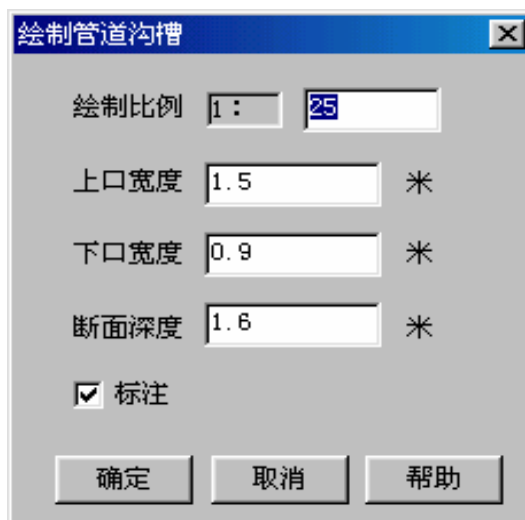 绘制管道沟槽
绘制比例 1： 25
上口宽度 1.5 米
下口宽度 0.9 米
断面深度 1.6 米
标注
确定 取消 帮助